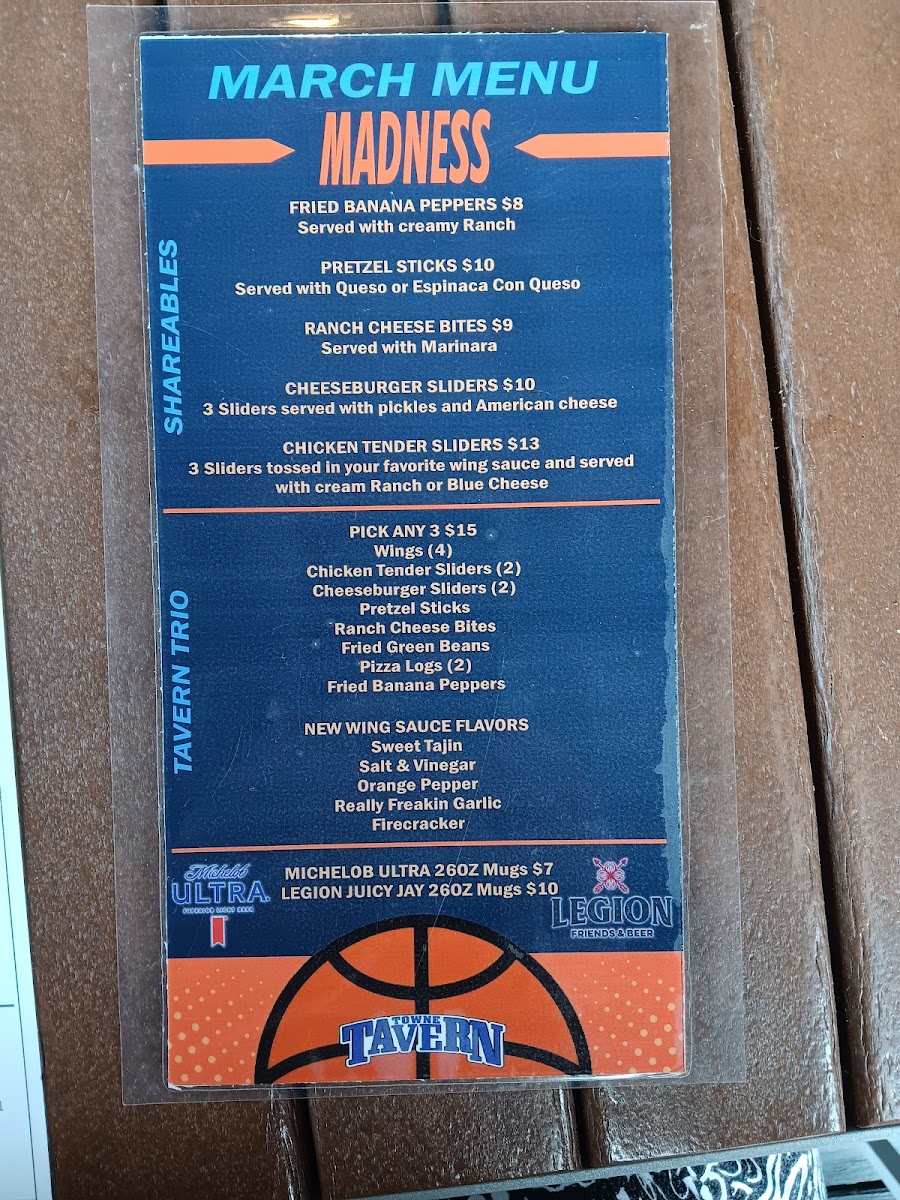 MARCH MENU
MADNESS
SHAREABLES
FRIED BANANA PEPPERS $8
Served with creamy Ranch
PRETZEL STICKS $10
Served with Queso or Espinaca Con Queso
RANCH CHEESE BITES $9
Served with Marinara
CHEESEBURGER SLIDERS $10
3 Sliders served with pickles and American cheese
CHICKEN TENDER SLIDERS $13
3 Sliders tossed in your favorite wing sauce and served
with cream Ranch or Blue Cheese
TAVERN TRIO
PICK ANY 3 $15
Wings (4)
Chicken Tender Sliders (2)
Cheeseburger Sliders (2)
Pretzel Sticks
Ranch Cheese Bites
Fried Green Beans
Pizza Logs (2)
Fried Banana Peppers
NEW WING SAUCE FLAVORS
Sweet Tajin
Salt & Vinegar
Orange Pepper
Really Freakin Garlic
Firecracker
MICHELOB ULTRA 26OZ Mugs $7
LEGION JUICY JAY 26OZ Mugs $10
Michelob
ULTRA
SUPERIOR LIGHT BEER
LEGION
FRIENDS & BEER
TOWNE
TAVERN